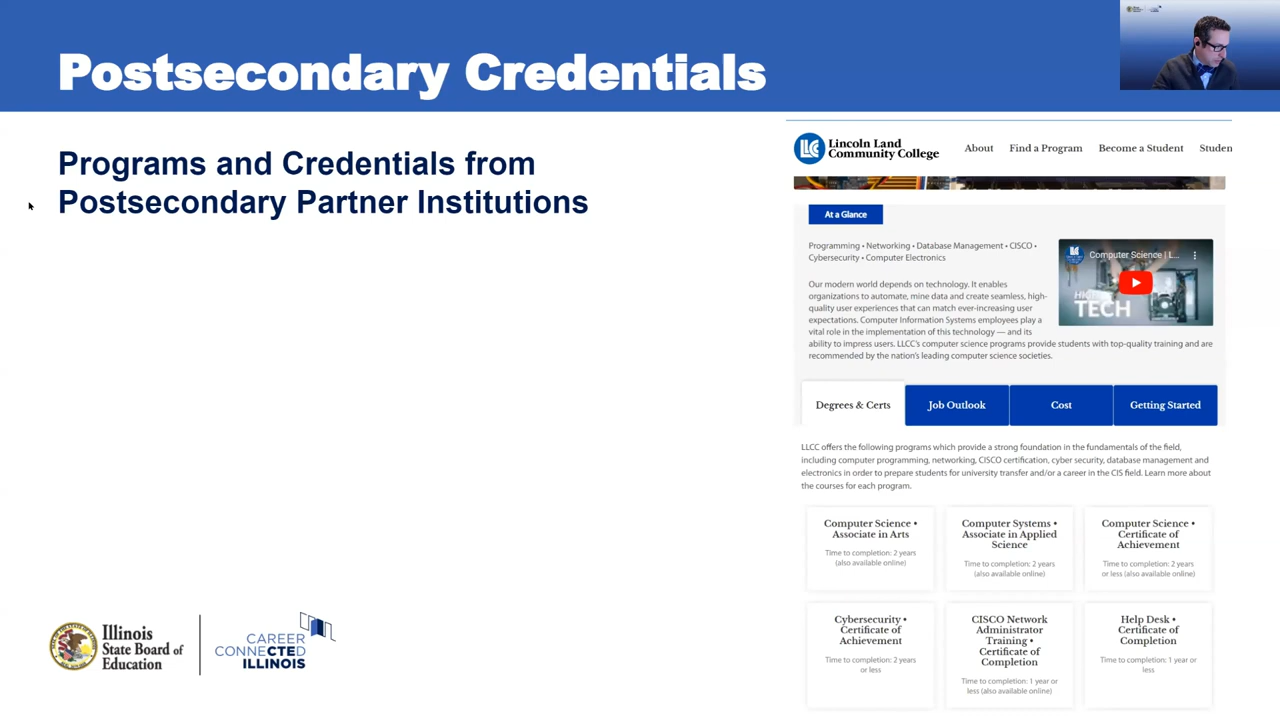 Postsecondary Credentials
Programs and Credentials from
Postsecondary Partner Institutions
Illinois
State Board of
Education
CAREER
CONNECTED
ILLINOIS
LLCC
Lincoln Land
Community College
About
Find a Program
Become a Student
Studen
At a Glance
Programming • Networking • Database Management • CISCO •
Cybersecurity • Computer Electronics
Our modern world depends on technology. It enables
organizations to automate, mine data and create seamless, high-
quality user experiences that can match ever-increasing user
expectations. Computer Information Systems employees play a
vital role in the implementation of this technology — and its
ability to impress users. LLCC's computer science programs provide students with top-quality training and are
recommended by the nation's leading computer science societies.
Computer Science | L...
TECH
Degrees & Certs
Job Outlook
Cost
Getting Started
LLCC offers the following programs which provide a strong foundation in the fundamentals of the field,
including computer programming, networking, CISCO certification, cyber security, database management and
electronics in order to prepare students for university transfer and/or a career in the CIS field. Learn more about
the courses for each program.
Computer Science •
Associate in Arts
Time to completion: 2 years
(also available online)
Computer Systems •
Associate in Applied
Science
Time to completion: 2 years
(also available online)
Computer Science •
Certificate of
Achievement
Time to completion: 2 years
or less (also available online)
Cybersecurity •
Certificate of
Achievement
Time to completion: 2 years
or less
CISCO Network
Administrator
Training •
Certificate of
Completion
Time to completion: 1 year or
less (also available online)
Help Desk •
Certificate of
Completion
Time to completion: 1 year or
less